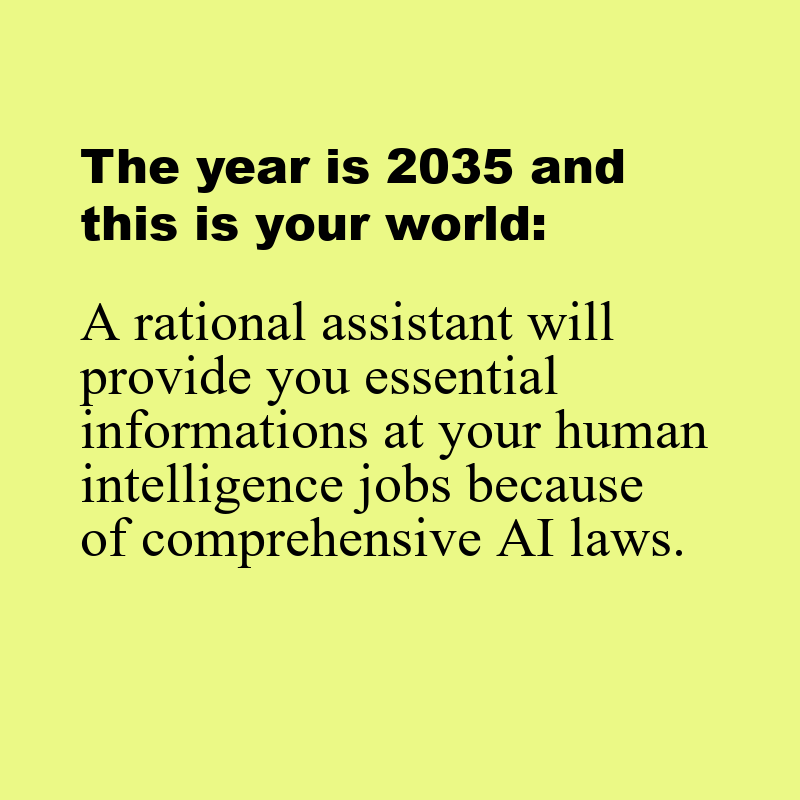 The year is 2035 and
this is your world:
A rational assistant will
provide you essential
informations at your human
intelligence jobs because
of comprehensive AI laws.